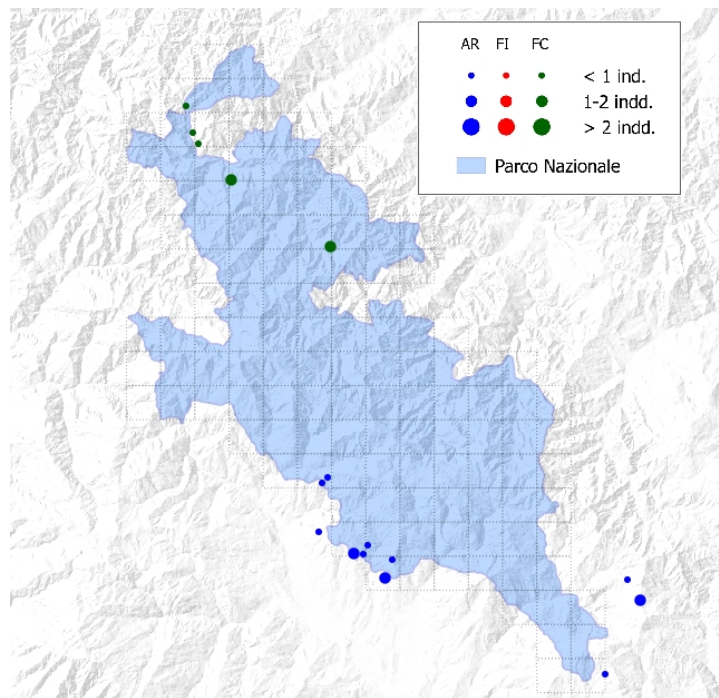 AR FI FC
< 1 ind.
1-2 indd.
> 2 indd.
Parco Nazionale